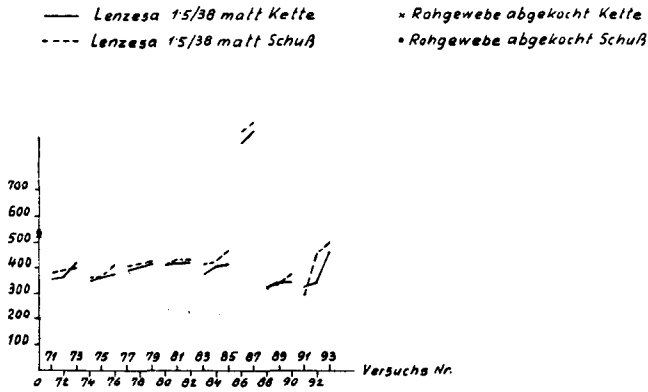 Lenzesa 1·5/38 matt Kette
× Rohgewebe abgekocht Kette
Lenzesa 1·5/38 matt Schuß
• Rohgewebe abgekocht Schuß
700
600
500
400
300
200
100
71 73 75 77 79 81 83 85 87 89 91 93
0 72 74 76 78 80 82 84 86 88 90 92
Versuchs Nr.